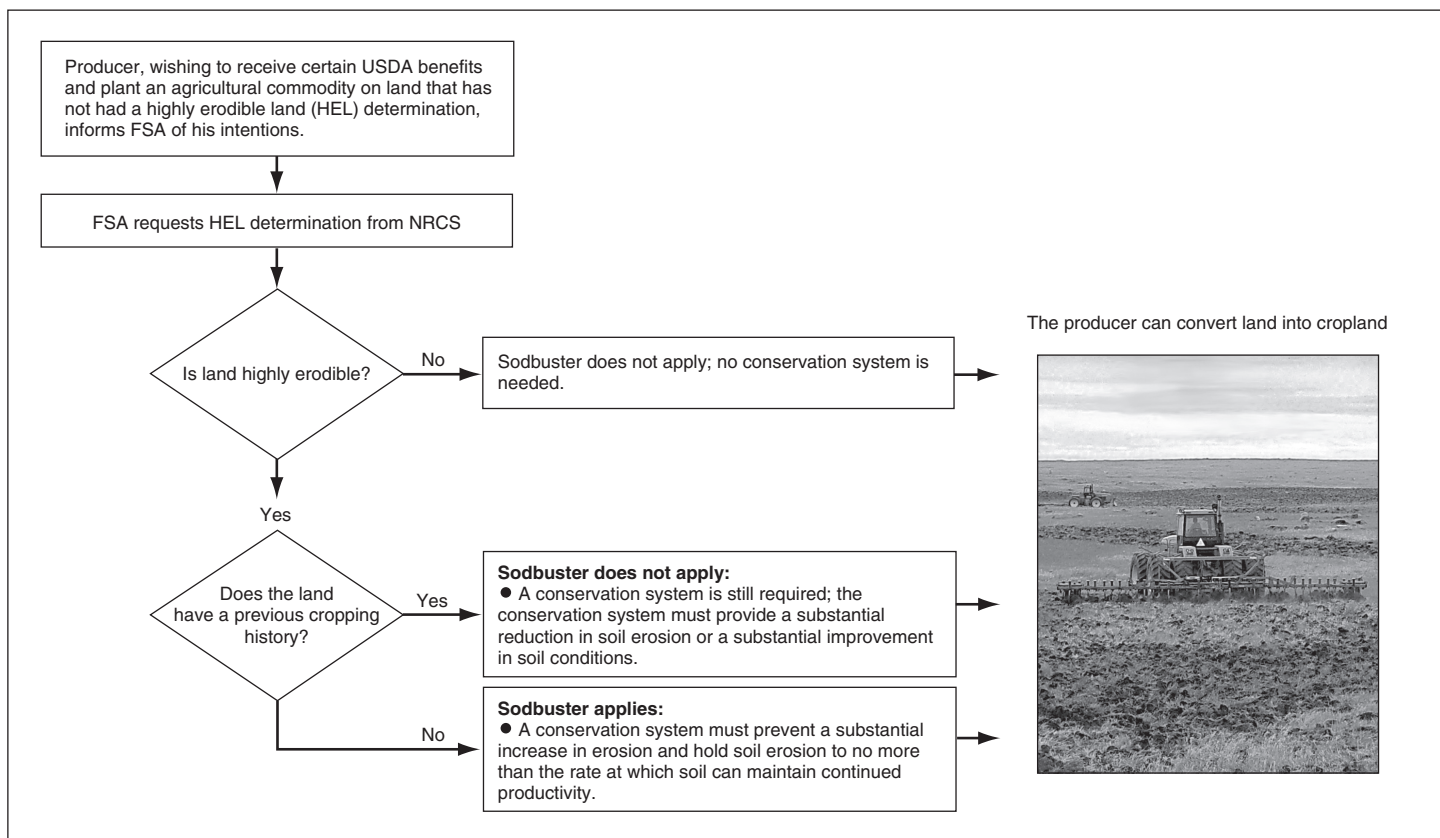 Producer, wishing to receive certain USDA benefits
and plant an agricultural commodity on land that has
not had a highly erodible land (HEL) determination,
informs FSA of his intentions.
FSA requests HEL determination from NRCS
Is land highly erodible?
No
Sodbuster does not apply; no conservation system is
needed.
The producer can convert land into cropland
Yes
Does the land
have a previous cropping
history?
Yes
Sodbuster does not apply:
● A conservation system is still required; the
conservation system must provide a substantial
reduction in soil erosion or a substantial improvement
in soil conditions.
No
Sodbuster applies:
● A conservation system must prevent a substantial
increase in erosion and hold soil erosion to no more
than the rate at which soil can maintain continued
productivity.